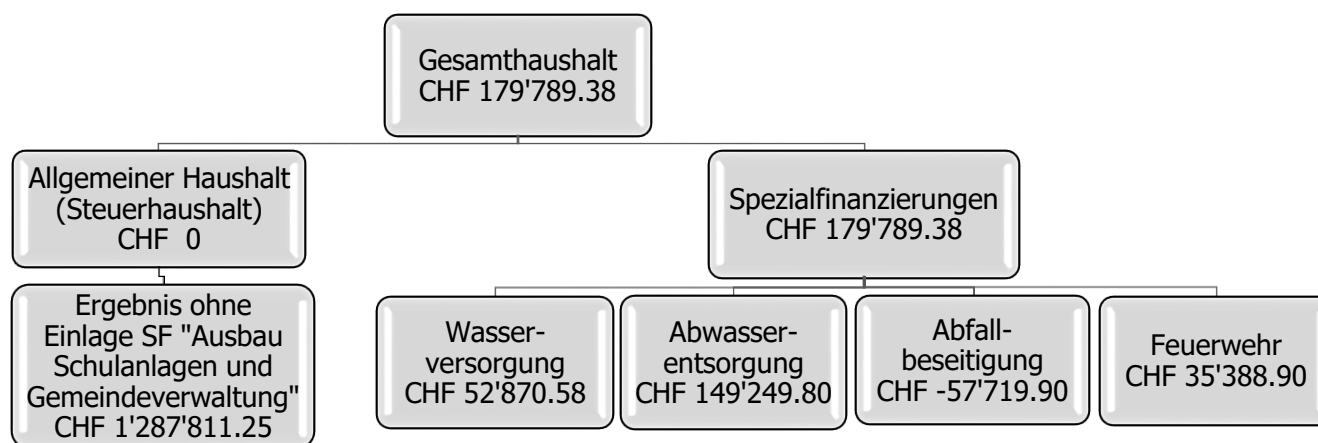 Gesamthaushalt
CHF 179'789.38
Allgemeiner Haushalt
(Steuerhaushalt)
CHF 0
Spezialfinanzierungen
CHF 179'789.38
Ergebnis ohne
Einlage SF "Ausbau
Schulanlagen und
Gemeindeverwaltung"
CHF 1'287'811.25
Wasser-
versorgung
CHF 52'870.58
Abwasser-
entsorgung
CHF 149'249.80
Abfall-
beseitigung
CHF -57'719.90
Feuerwehr
CHF 35'388.90